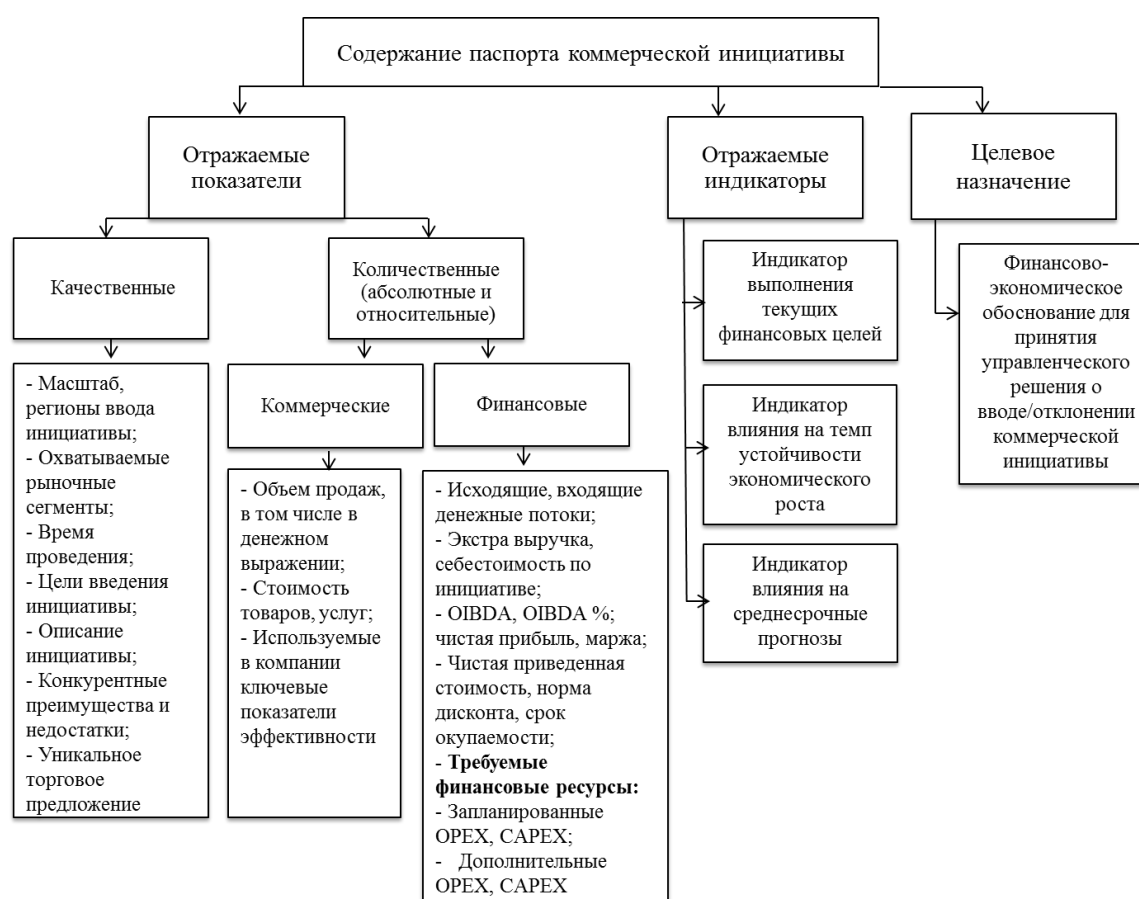 Содержание паспорта коммерческой инициативы
Отражаемые
показатели
Отражаемые
индикаторы
Целевое
назначение
Качественные
Количественные
(абсолютные и
относительные)
Индикатор
выполнения
текущих
финансовых целей
Финансово-
экономическое
обоснование для
принятия
управленческого
решения о
вводе/отклонении
коммерческой
инициативы
- Масштаб,
регионы ввода
инициативы;
- Охватываемые
рыночные
сегменты;
- Время
проведения;
- Цели введения
инициативы;
- Описание
инициативы;
- Конкурентные
преимущества и
недостатки;
- Уникальное
торговое
предложение
Коммерческие
Финансовые
Индикатор
влияния на темп
устойчивости
экономического
роста
- Объем продаж,
в том числе в
денежном
выражении;
- Стоимость
товаров, услуг;
- Используемые
в компании
ключевые
показатели
эффективности
- Исходящие, входящие
денежные потоки;
- Экстра выручка,
себестоимость по
инициативе;
- OIBDA, OIBDA %;
чистая прибыль, маржа;
- Чистая приведенная
стоимость, норма
дисконта, срок
окупаемости;
- Требуемые
финансовые ресурсы:
- Запланированные
OPEX, CAPEX;
- Дополнительные
OPEX, CAPEX
Индикатор
влияния на
среднесрочные
прогнозы